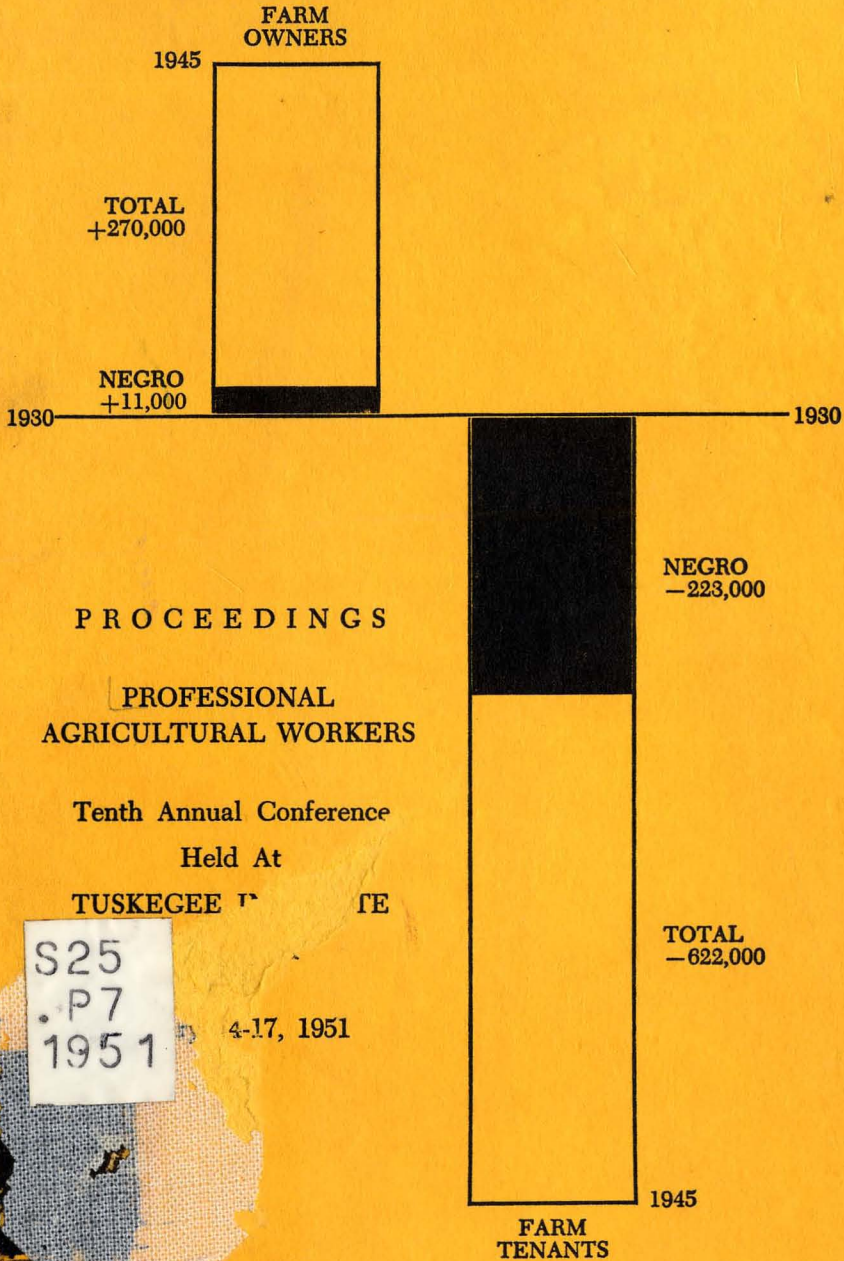 FARM
OWNERS
1945
TOTAL
+270,000
NEGRO
+11,000
1930
1930
NEGRO
—223,000
PROCEEDINGS
PROFESSIONAL
AGRICULTURAL WORKERS
Tenth Annual Conference
Held At
TUSKEGEE
S25
.P7
1951
4-17, 1951
TOTAL
—622,000
1945
FARM
TENANTS